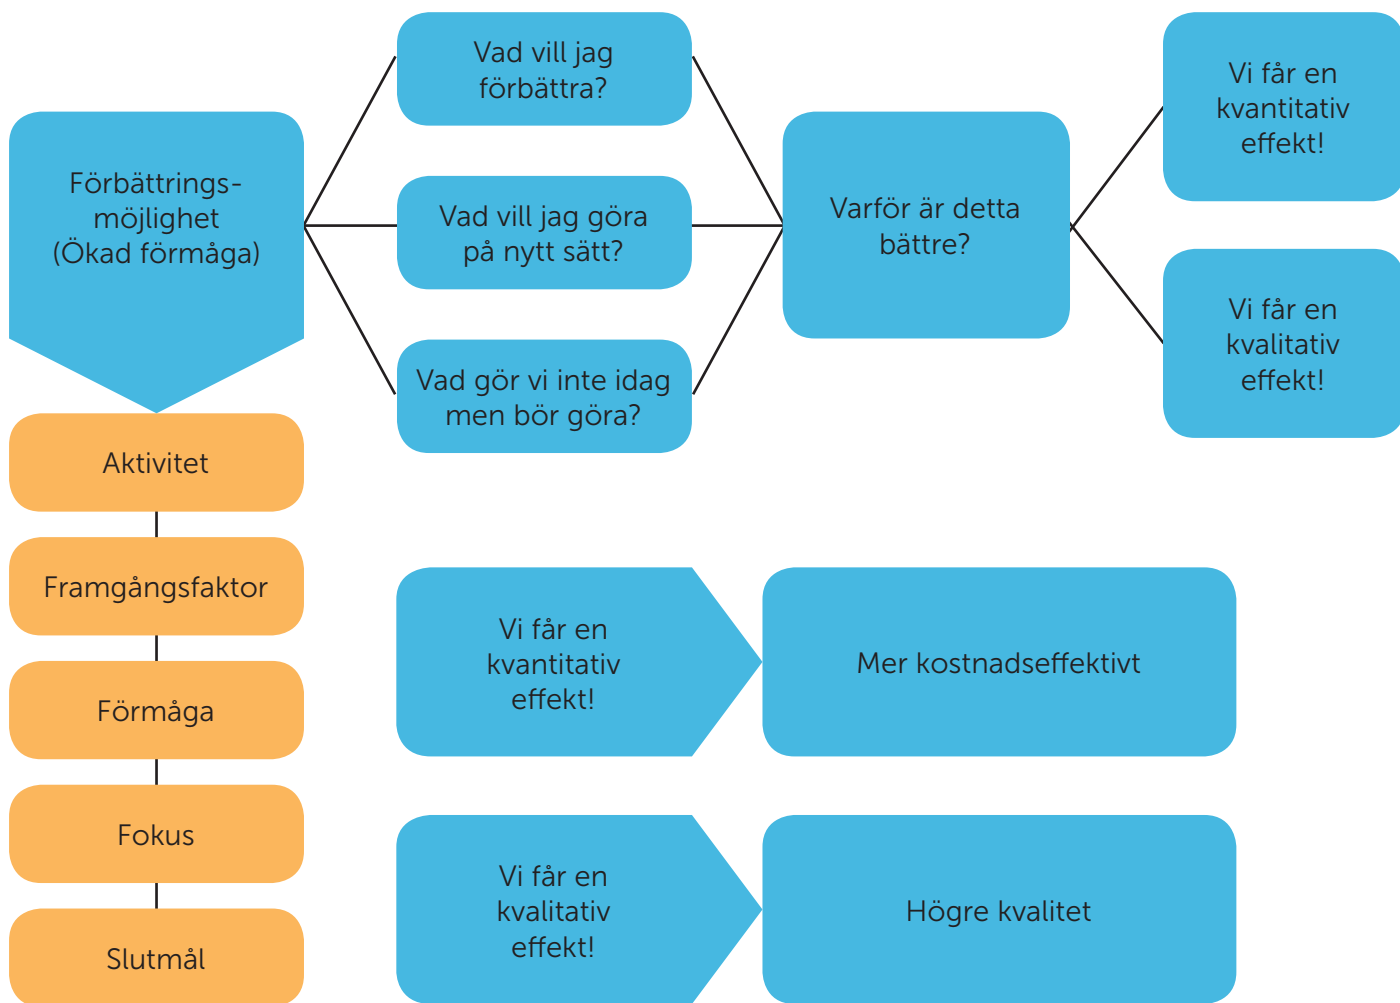 Förbättrings-
möjlighet
(Ökad förmåga)
Vad vill jag
förbättra?
Vad vill jag göra
på nytt sätt?
Vad gör vi inte idag
men bör göra?
Varför är detta
bättre?
Vi får en
kvantitativ
effekt!
Vi får en
kvalitativ
effekt!
Aktivitet
Framgångsfaktor
Förmåga
Fokus
Slutmål
Vi får en
kvantitativ
effekt!
Mer kostnadseffektivt
Vi får en
kvalitativ
effekt!
Högre kvalitet